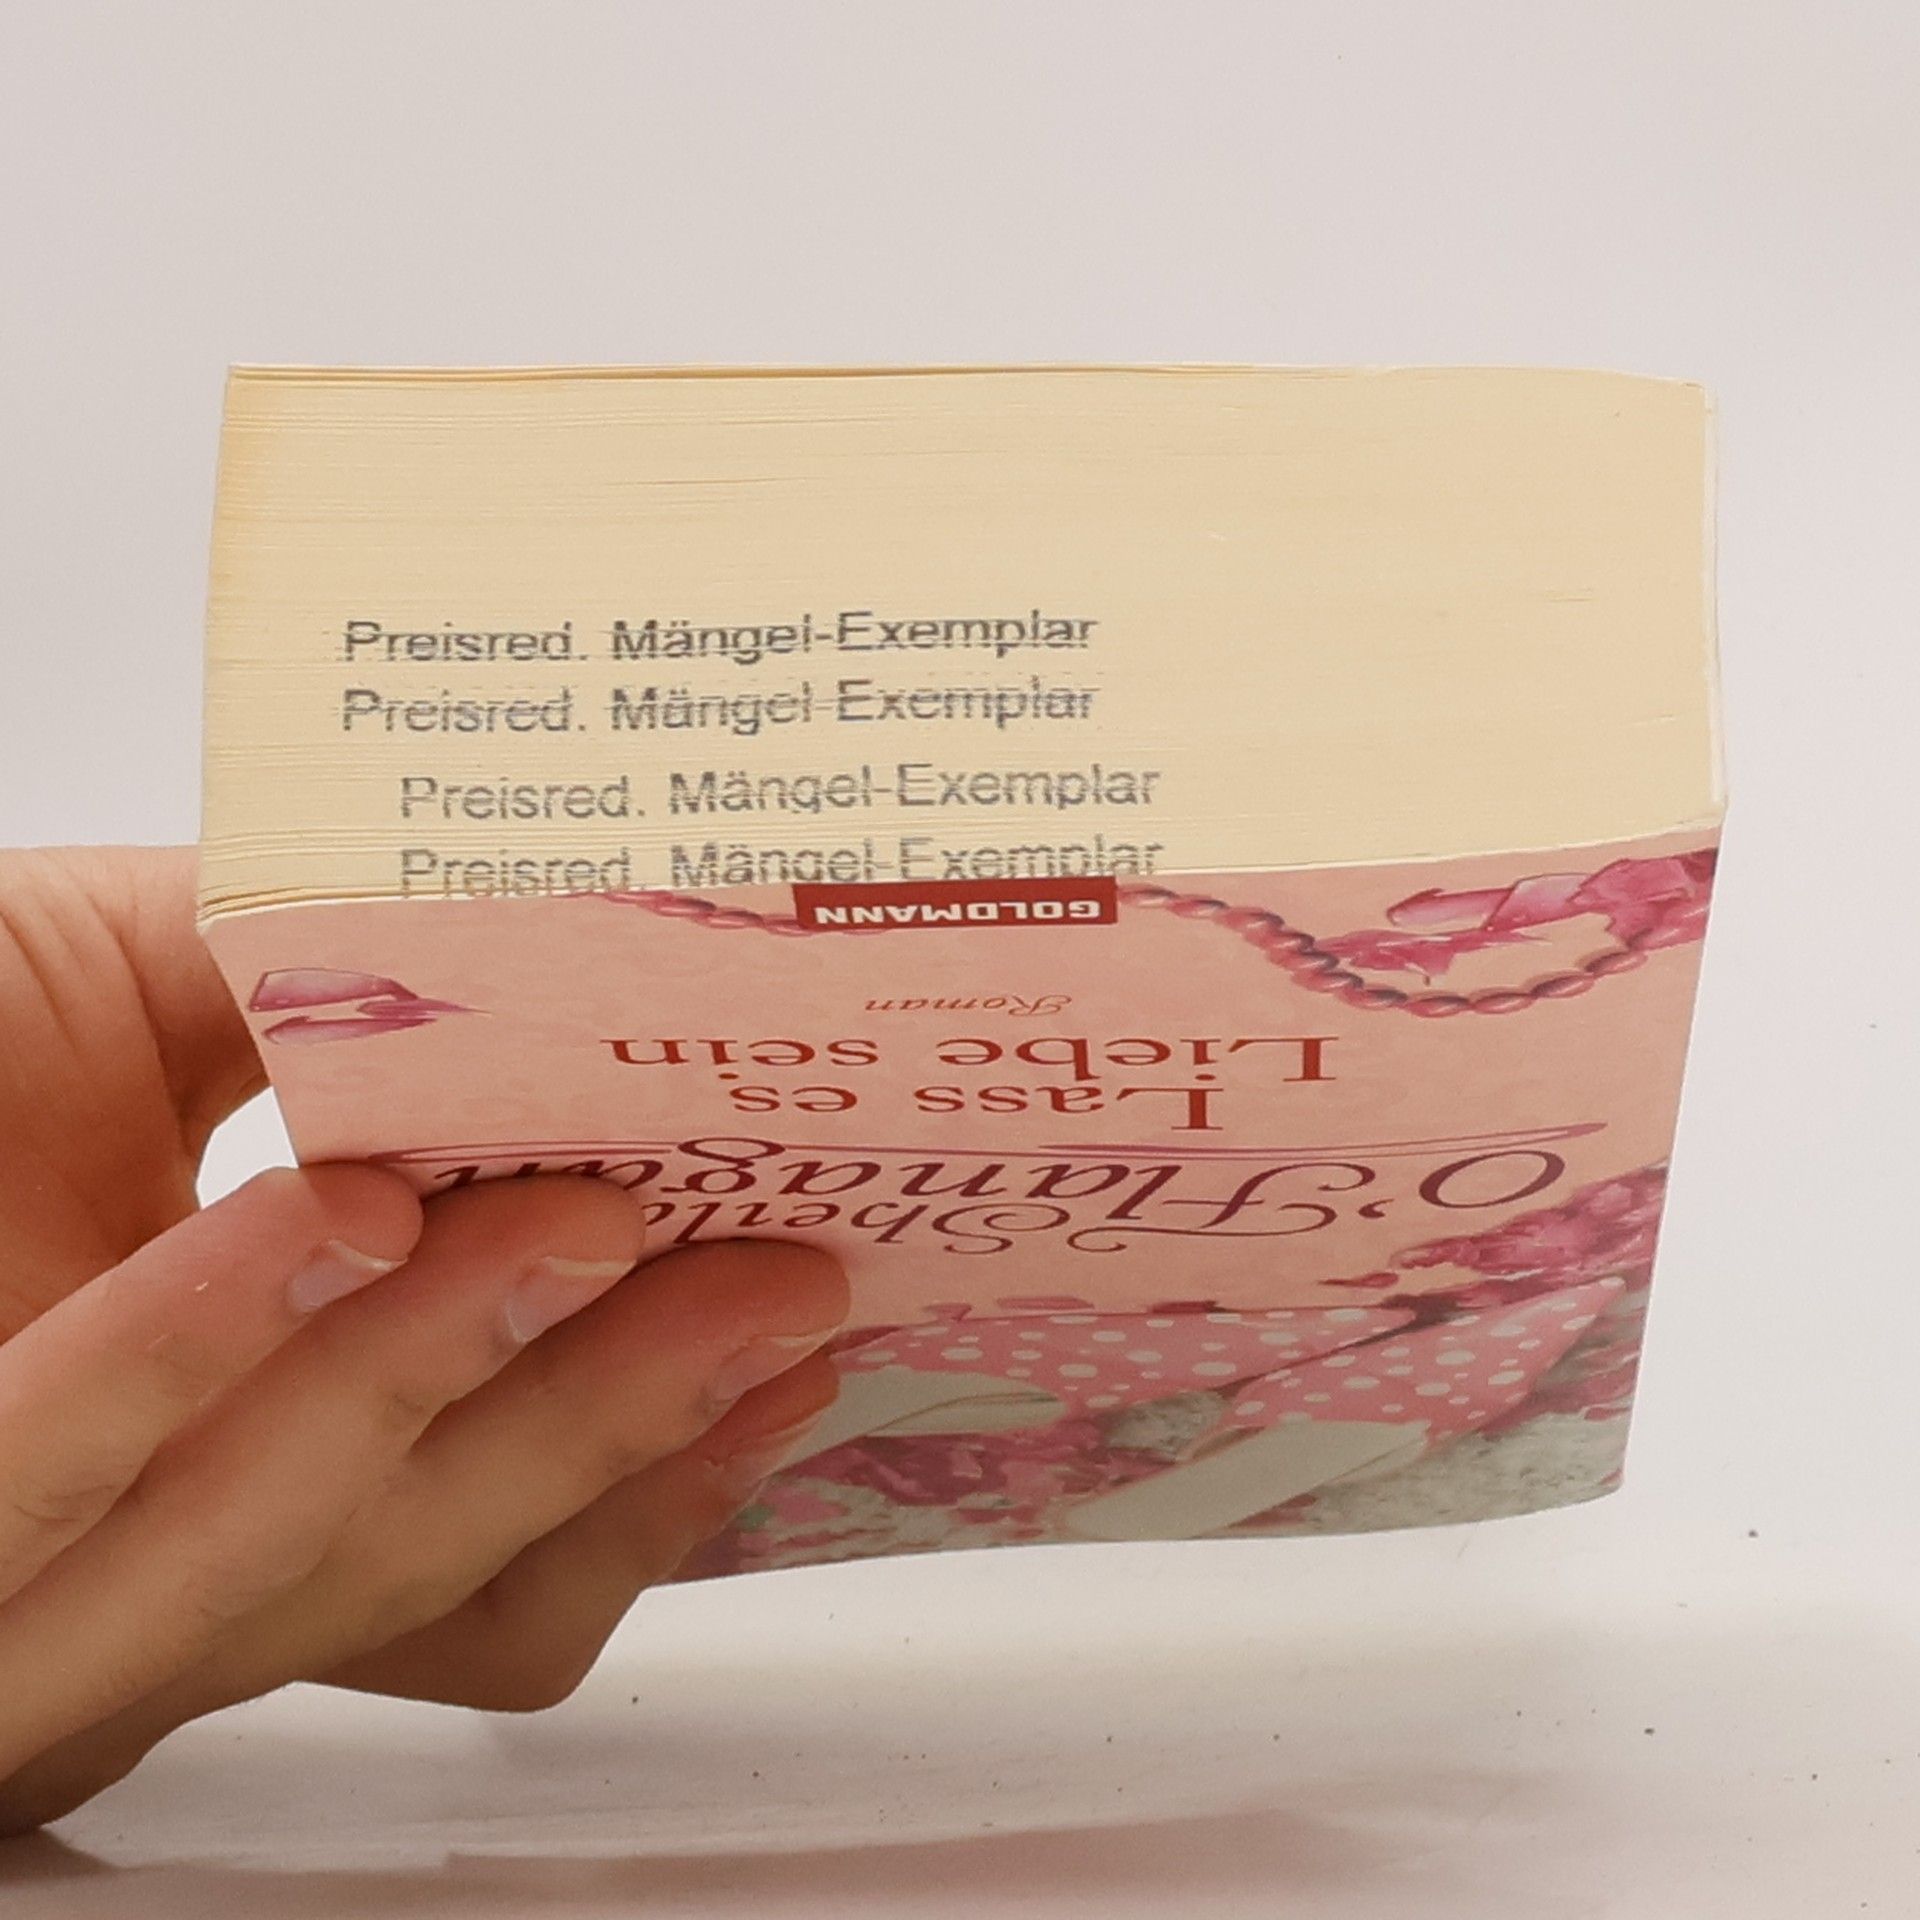 Preisred. Mängel-Exemplar
Preisred. Mängel-Exemplar
Preisred. Mängel-Exemplar
Preisred. Mängel-Exemplar
GOLDMANN
Roman
Liebe sein
Lass es
O'Flanagan